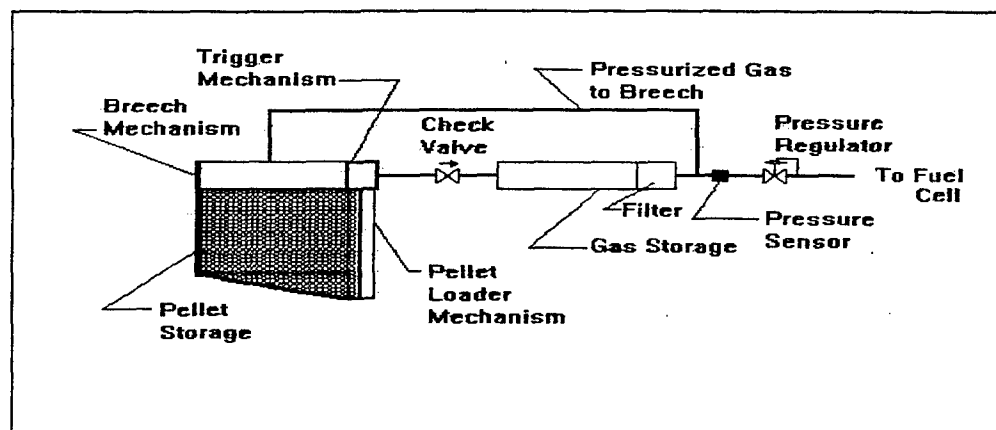 Trigger
Mechanism
Pressurized Gas
to Breech
Breech
Mechanism
Check
Valve
Pressure
Regulator
To Fuel
Cell
Filter
Gas Storage
Pressure
Sensor
Pellet
Loader
Mechanism
Pellet
Storage